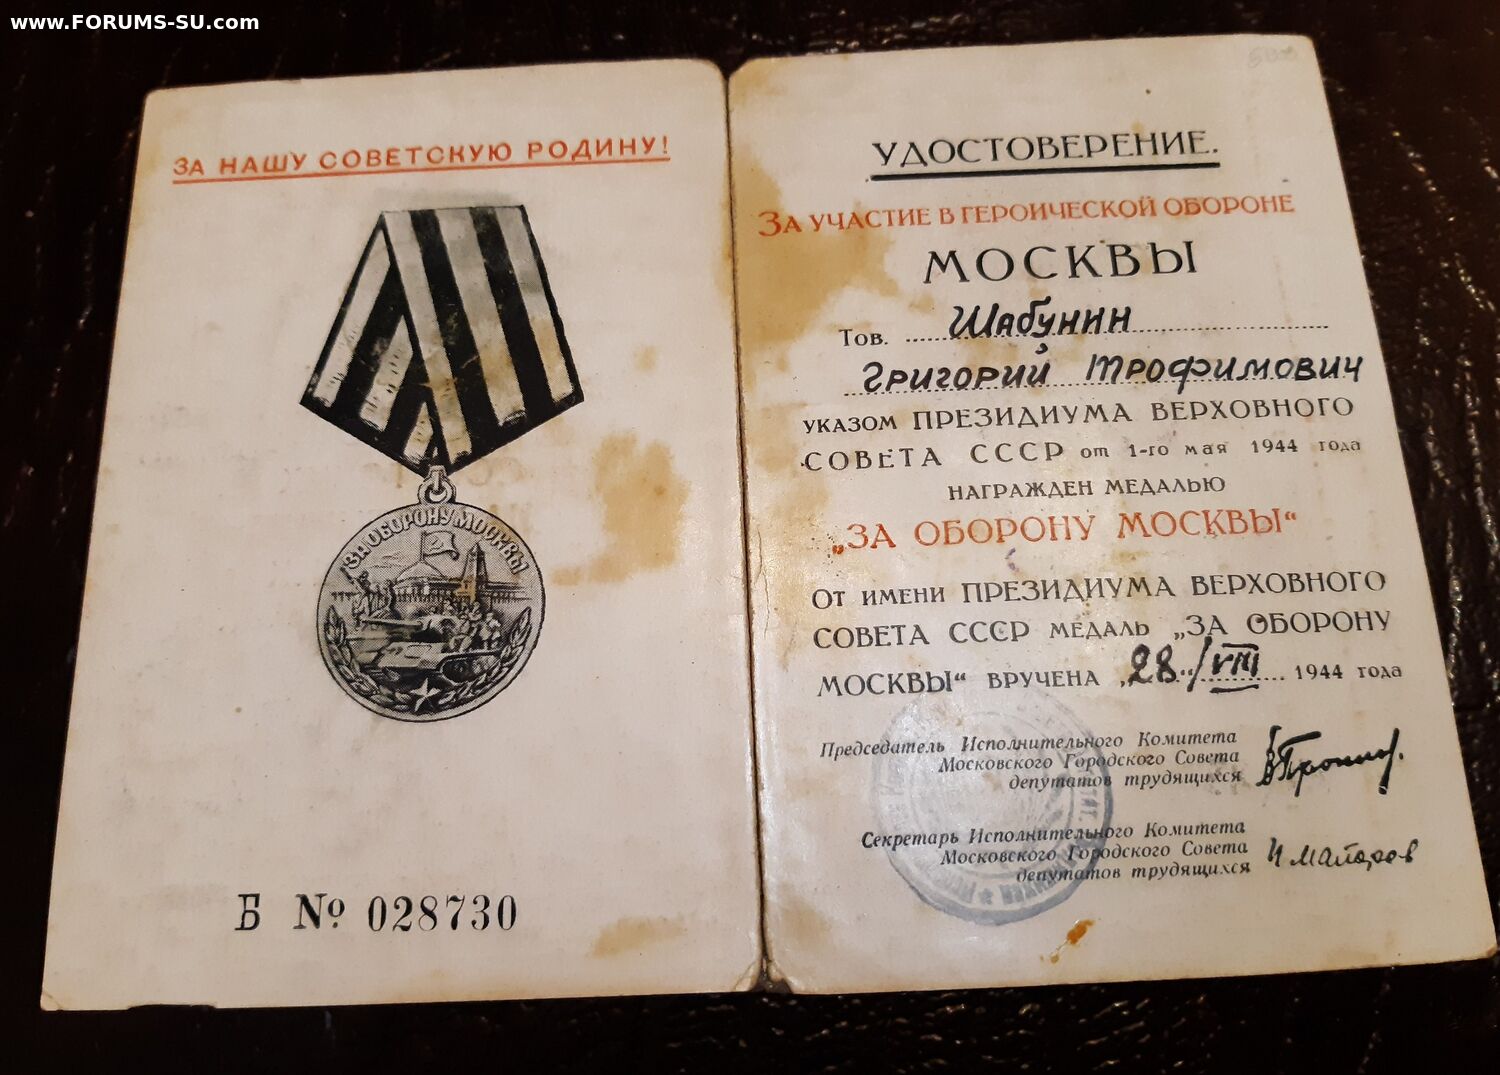 www.FORUMS-SU.com
ЗА НАШУ СОВЕТСКУЮ РОДИНУ!
ЗА ОБОРОНУ МОСКВЫ
Б № 028730
УДОСТОВЕРЕНИЕ.
ЗА УЧАСТИЕ В ГЕРОИЧЕСКОЙ ОБОРОНЕ
МОСКВЫ
Тов. Шабунин
Григорий Трофимович
УКАЗОМ ПРЕЗИДИУМА ВЕРХОВНОГО
СОВЕТА СССР от 1-го мая 1944 года
НАГРАЖДЕН МЕДАЛЬЮ
„ЗА ОБОРОНУ МОСКВЫ“
ОТ ИМЕНИ ПРЕЗИДИУМА ВЕРХОВНОГО
СОВЕТА СССР МЕДАЛЬ „ЗА ОБОРОНУ
МОСКВЫ“ ВРУЧЕНА „28“/VIII 1944 года
Председатель Исполнительного Комитета
Московского Городского Совета
депутатов трудящихся
Секретарь Исполнительного Комитета
Московского Городского Совета
депутатов трудящихся